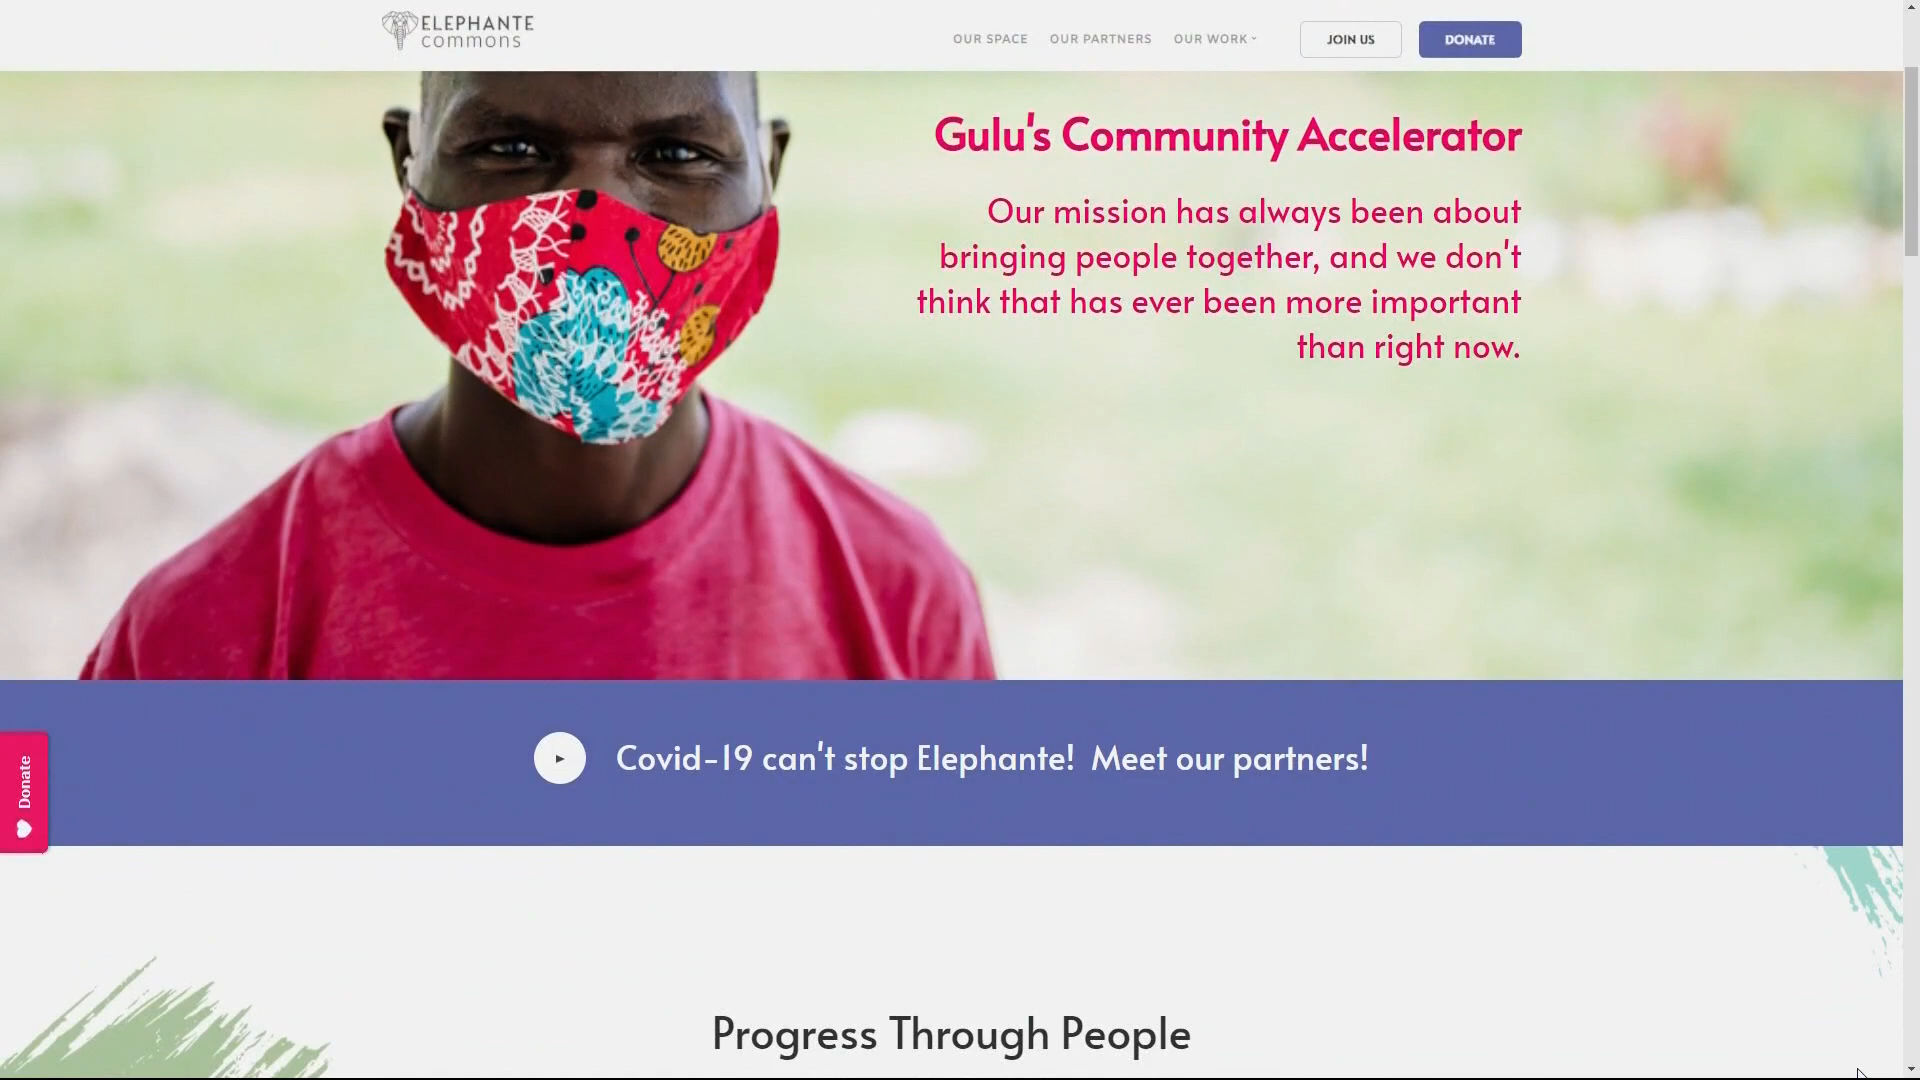 ELEPHANTE
commons
OUR SPACE OUR PARTNERS OUR WORK JOIN US DONATE
Gulu's Community Accelerator
Our mission has always been about
bringing people together, and we don't
think that has ever been more important
than right now.
Covid-19 can't stop Elephante! Meet our partners!
Donate
Progress Through People